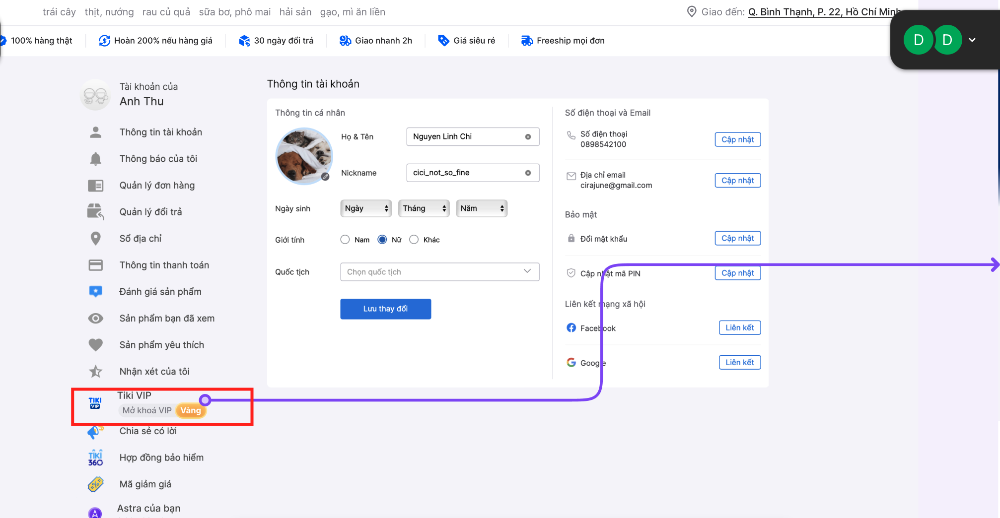 trái cây thịt, nướng rau củ quả sữa bơ, phô mai hải sản gạo, mì ăn liền
Giao đến: Q. Bình Thạnh, P. 22, Hồ Chí Minh
D D
100% hàng thật Hoàn 200% nếu hàng giả 30 ngày đổi trả Giao nhanh 2h Giá siêu rẻ Freeship mọi đơn
Tài khoản của
Anh Thu
Thông tin tài khoản
Thông báo của tôi
Quản lý đơn hàng
Quản lý đổi trả
Sổ địa chỉ
Thông tin thanh toán
Đánh giá sản phẩm
Sản phẩm bạn đã xem
Sản phẩm yêu thích
Nhận xét của tôi
TIKI
VIP
Tiki VIP
Mở khoá VIP Vàng
Chia sẻ có lời
TIKI
360
Hợp đồng bảo hiểm
Mã giảm giá
Astra của bạn
Thông tin tài khoản
Thông tin cá nhân
Họ & Tên Nguyen Linh Chi
Nickname cici_not_so_fine
Ngày sinh Ngày Tháng Năm
Giới tính Nam Nữ Khác
Quốc tịch Chọn quốc tịch
Lưu thay đổi
Số điện thoại và Email
Số điện thoại
0898542100
Cập nhật
Địa chỉ email
cirajune@gmail.com
Cập nhật
Bảo mật
Đổi mật khẩu Cập nhật
Cập nhật mã PIN Cập nhật
Liên kết mạng xã hội
Facebook Liên kết
Google Liên kết